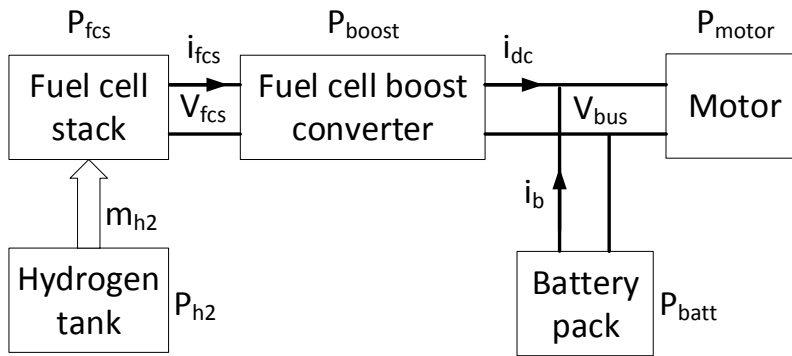 P_fcs
P_boost
P_motor
i_fcs
i_dc
Fuel cell
stack
V_fcs
Fuel cell boost
converter
V_bus
Motor
m_h2
i_b
Hydrogen
tank
P_h2
Battery
pack
P_batt